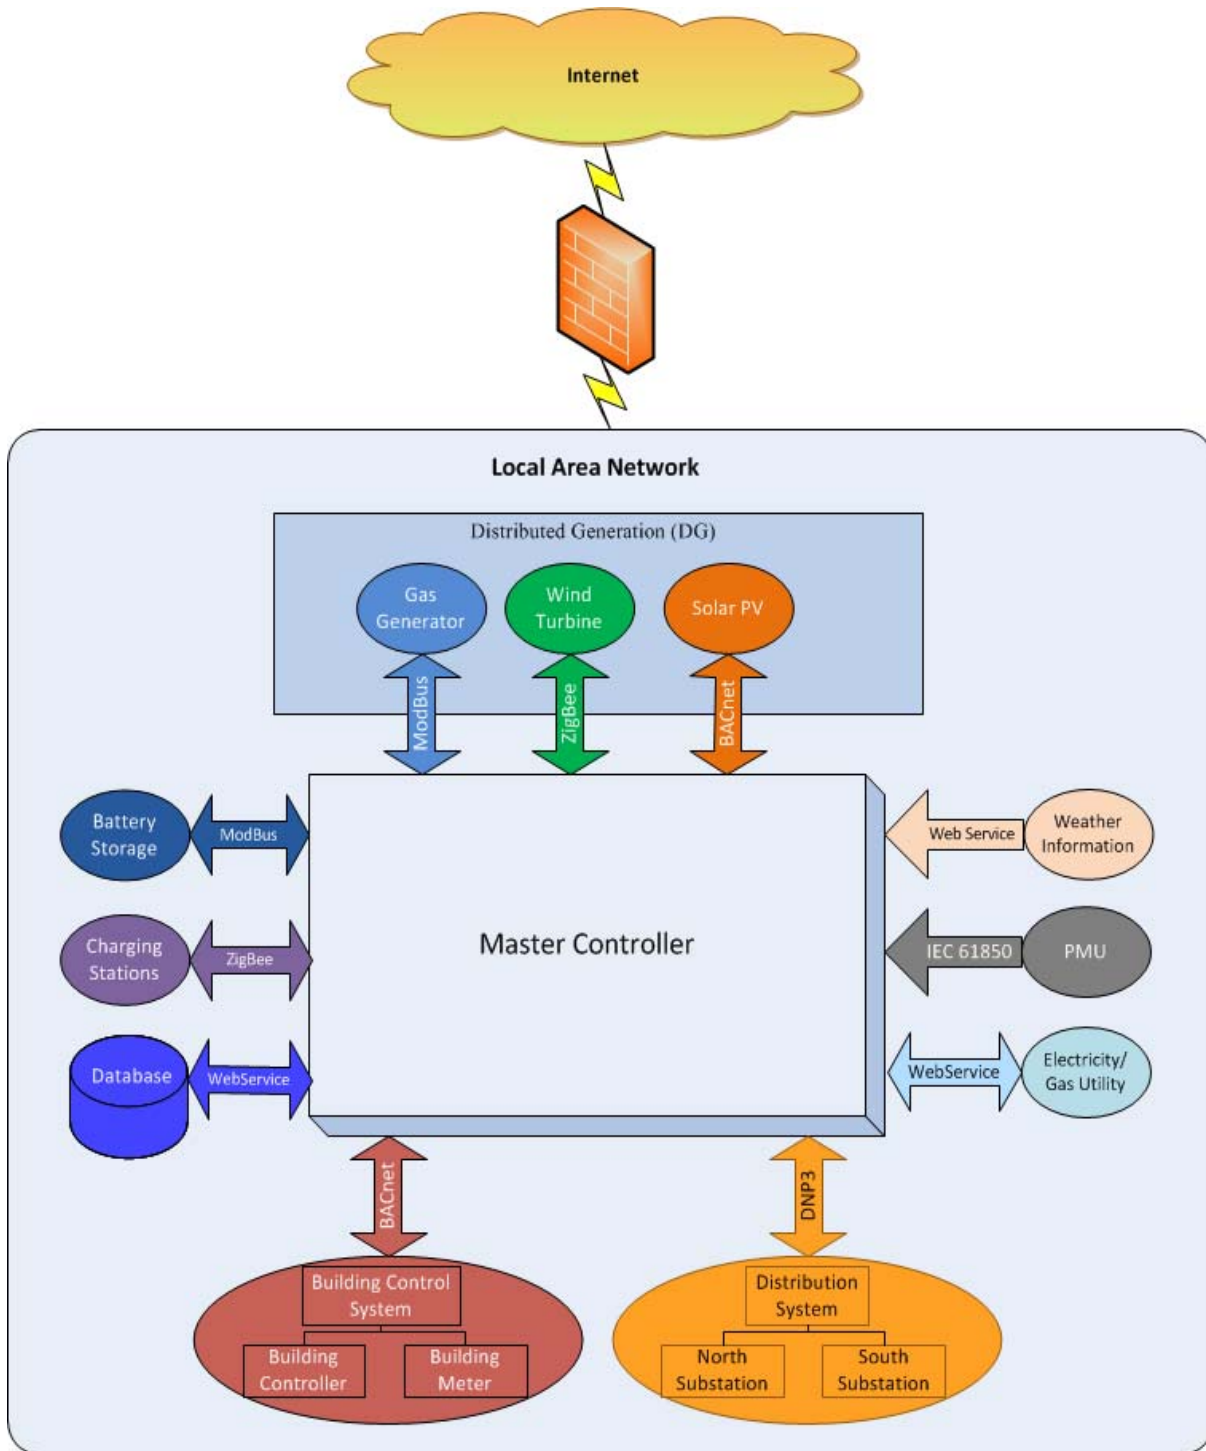 Internet
Local Area Network
Distributed Generation (DG)
Gas
Generator
Wind
Turbine
Solar PV
ModBus
ZigBee
BACnet
Battery
Storage
ModBus
Charging
Stations
ZigBee
Database
WebService
Master Controller
Web Service
Weather
Information
IEC 61850
PMU
WebService
Electricity/
Gas Utility
BACnet
Building Control
System
Building
Controller
Building
Meter
DNP3
Distribution
System
North
Substation
South
Substation